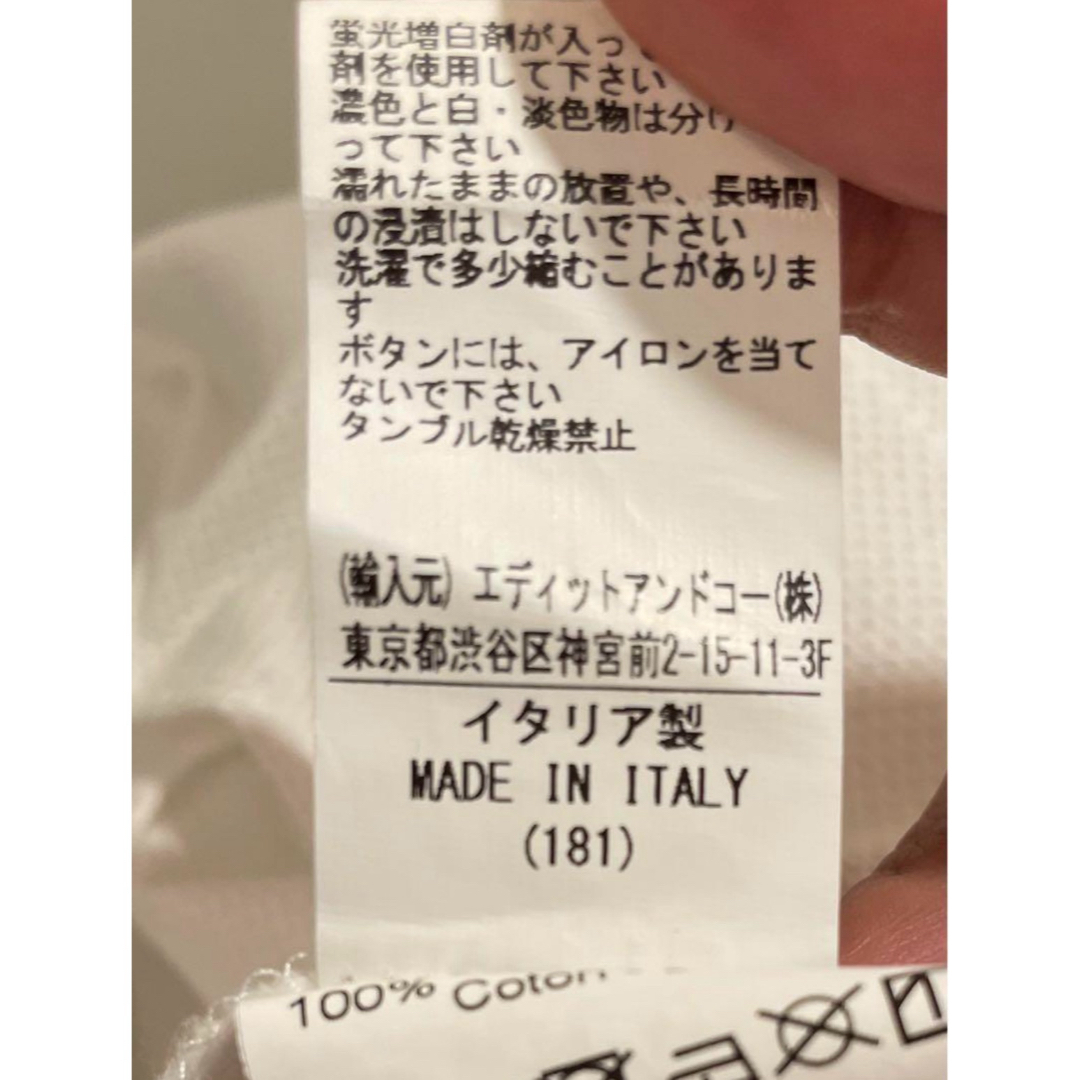 蛍光増白剤が入って
剤を使用して下さい
濃色と白・淡色物は分け
って下さい
濡れたままの放置や、長時間
の浸漬はしないで下さい
洗濯で多少縮むことがありま
す
ボタンには、アイロンを当て
ないで下さい
タンブル乾燥禁止
(輸入元) エディットアンドコー(株)
東京都渋谷区神宮前2-15-11-3F
イタリア製
MADE IN ITALY
(181)
100% Coton